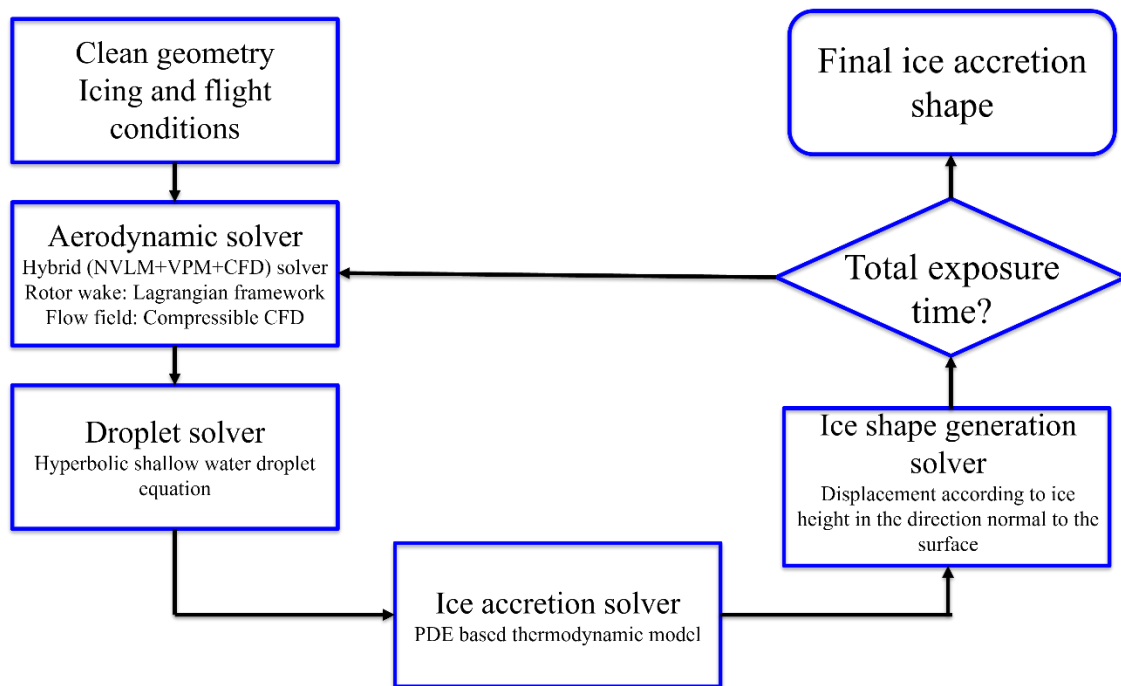 Clean geometry
Icing and flight
conditions
Aerodynamic solver
Hybrid (NVLM+VPM+CFD) solver
Rotor wake: Lagrangian framework
Flow field: Compressible CFD
Droplet solver
Hyperbolic shallow water droplet
equation
Ice accretion solver
PDE based thermodynamic model
Ice shape generation
solver
Displacement according to ice
height in the direction normal to the
surface
Total exposure
time?
Final ice accretion
shape